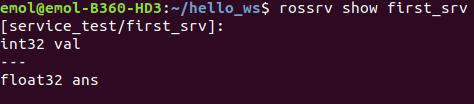 emol@emol-B360-HD3:~/hello_ws$ rossrv show first_srv
[service_test/first_srv]:
int32 val
---
float32 ans